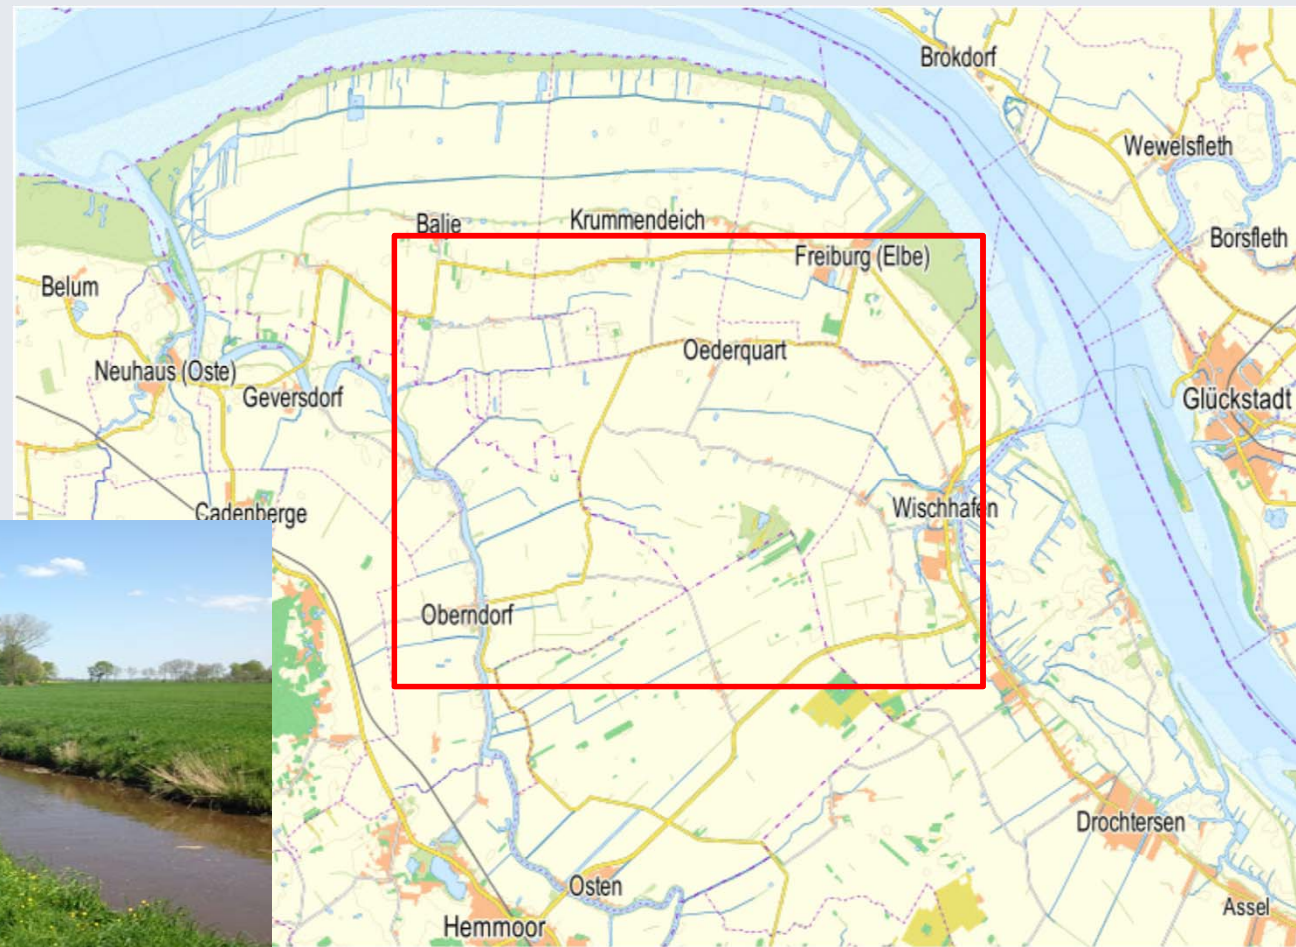 Brokdorf
Wewelsfleth
Balje
Krummendeich
Borsfleth
Freiburg (Elbe)
Belum
Oederquart
Neuhaus (Oste)
Geversdorf
Glückstadt
Cadenberge
Wischhafen
Oberndorf
Drochtersen
Osten
Assel
Hemmoor